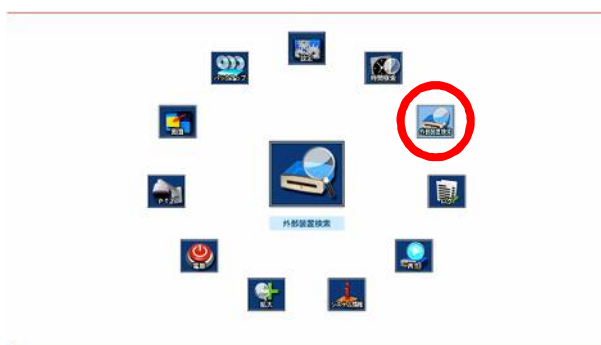 設定
バックアップ
時間検索
画面
外部装置検索
PTZ
外部装置検索
ログ
電源
再生
拡大
システム情報